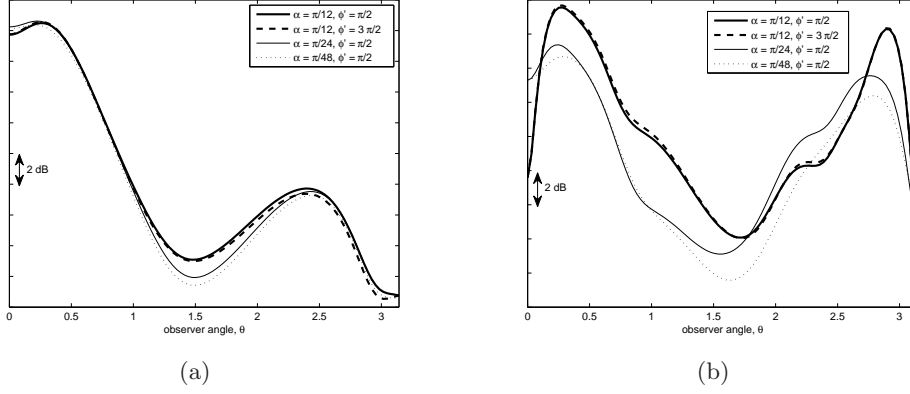 α = π/12, ϕ' = π/2
α = π/12, ϕ' = 3 π/2
α = π/24, ϕ' = π/2
α = π/48, ϕ' = π/2
2 dB
0 0.5 1 1.5 2 2.5 3
observer angle, θ
(a)
α = π/12, ϕ' = π/2
α = π/12, ϕ' = 3 π/2
α = π/24, ϕ' = π/2
α = π/48, ϕ' = π/2
2 dB
0 0.5 1 1.5 2 2.5 3
observer angle, θ
(b)